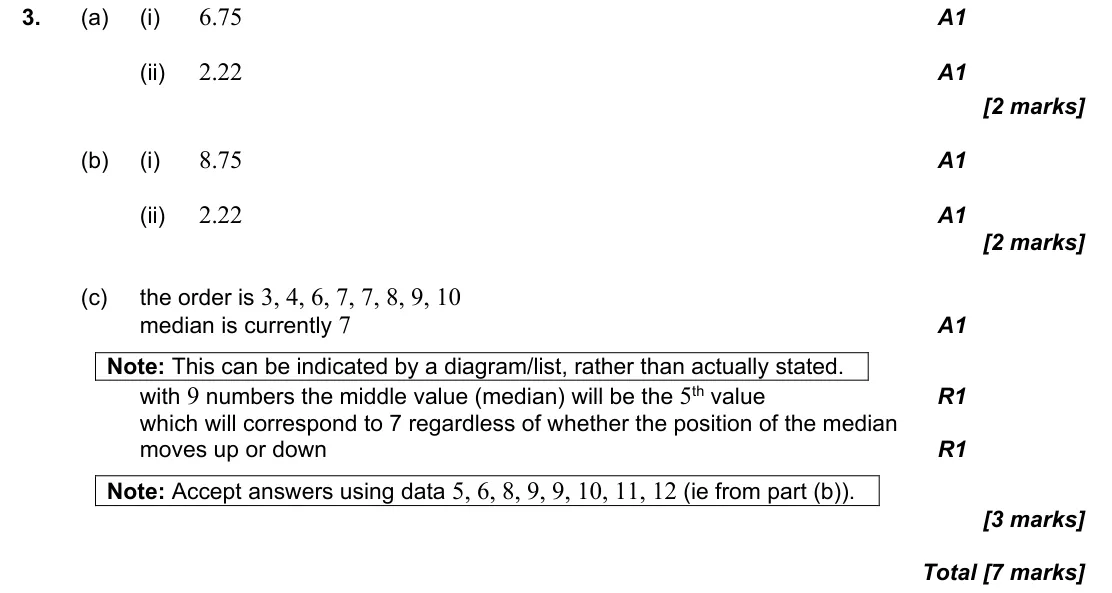 3. (a) (i) 6.75 A1
(ii) 2.22 A1
[2 marks]
(b) (i) 8.75 A1
(ii) 2.22 A1
[2 marks]
(c) the order is 3, 4, 6, 7, 7, 8, 9, 10
median is currently 7 A1
Note: This can be indicated by a diagram/list, rather than actually stated.
with 9 numbers the middle value (median) will be the 5th value R1
which will correspond to 7 regardless of whether the position of the median
moves up or down R1
Note: Accept answers using data 5, 6, 8, 9, 9, 10, 11, 12 (ie from part (b)).
[3 marks]
Total [7 marks]